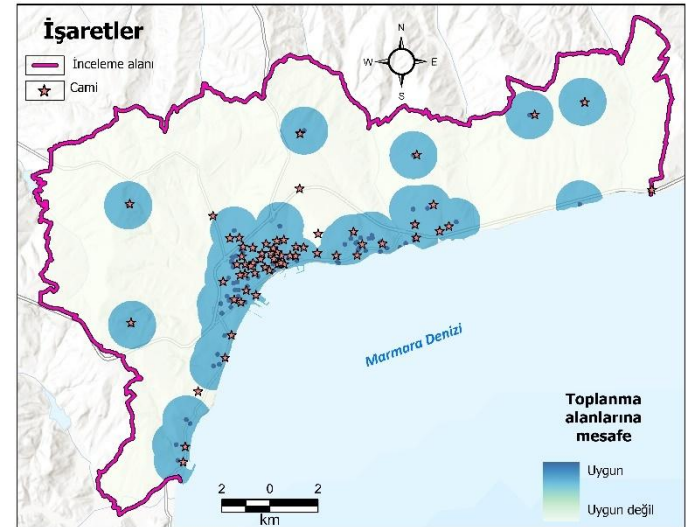 İşaretler
İnceleme alanı
Cami
N
W
E
S
Marmara Denizi
Toplanma
alanlarına
mesafe
Uygun
Uygun değil
2 0 2
km